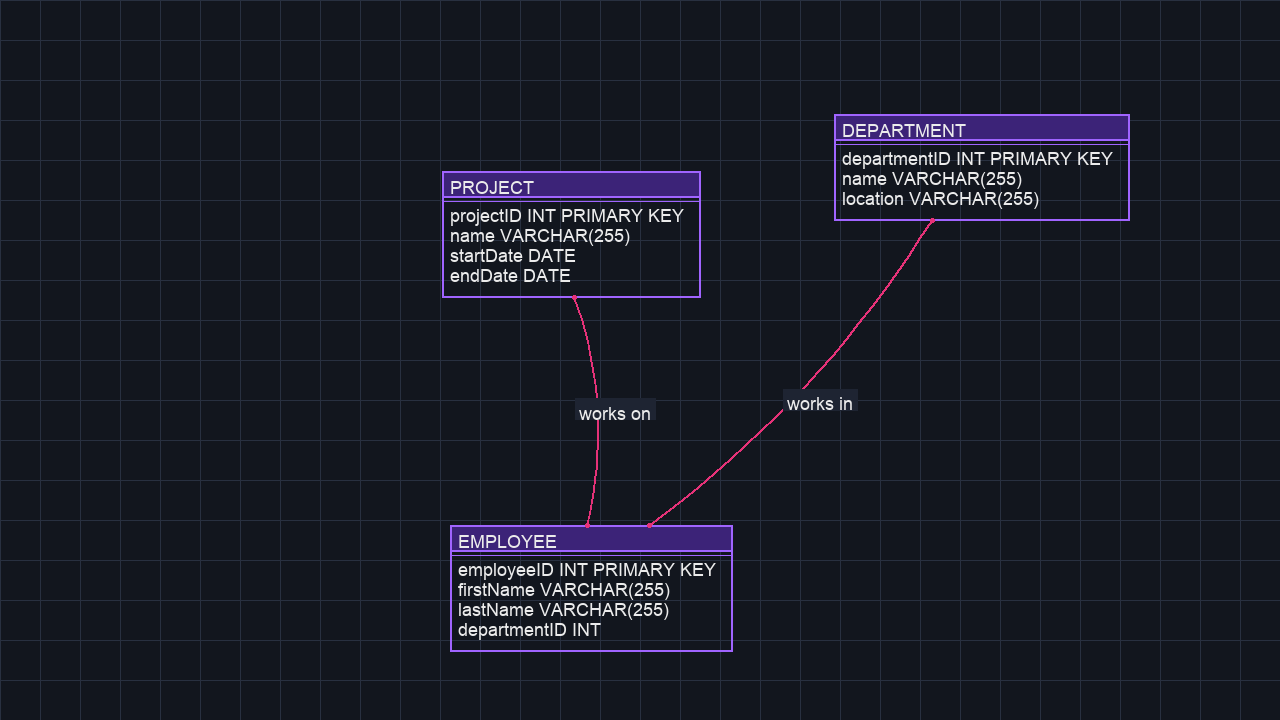 DEPARTMENT
departmentID INT PRIMARY KEY
name VARCHAR(255)
location VARCHAR(255)
PROJECT
projectID INT PRIMARY KEY
name VARCHAR(255)
startDate DATE
endDate DATE
works in
works on
EMPLOYEE
employeeID INT PRIMARY KEY
firstName VARCHAR(255)
lastName VARCHAR(255)
departmentID INT